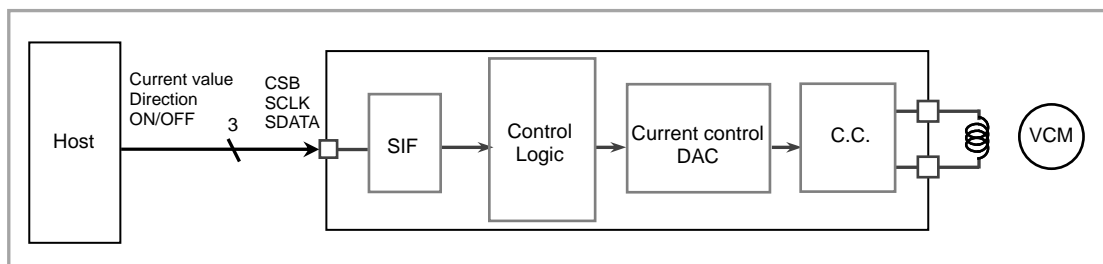 Host
Current value
Direction
ON/OFF
3
CSB
SCLK
SDATA
SIF
Control
Logic
Current control
DAC
C.C.
VCM